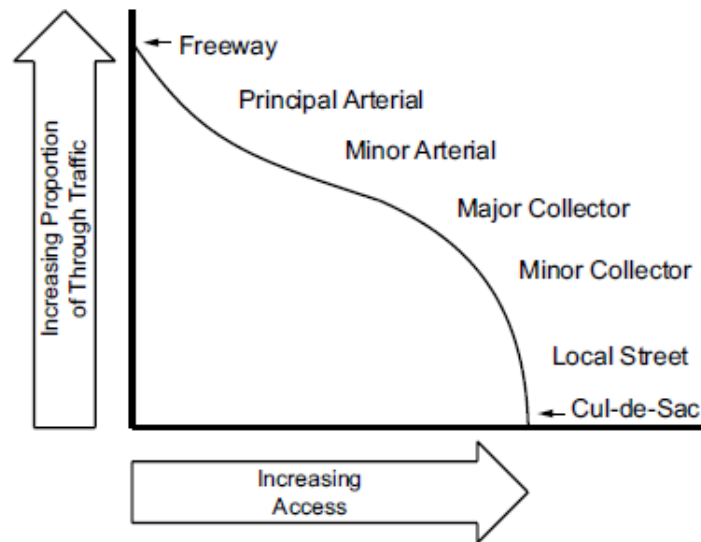 Freeway
Principal Arterial
Minor Arterial
Major Collector
Minor Collector
Local Street
Cul-de-Sac
Increasing Proportion
of Through Traffic
Increasing
Access